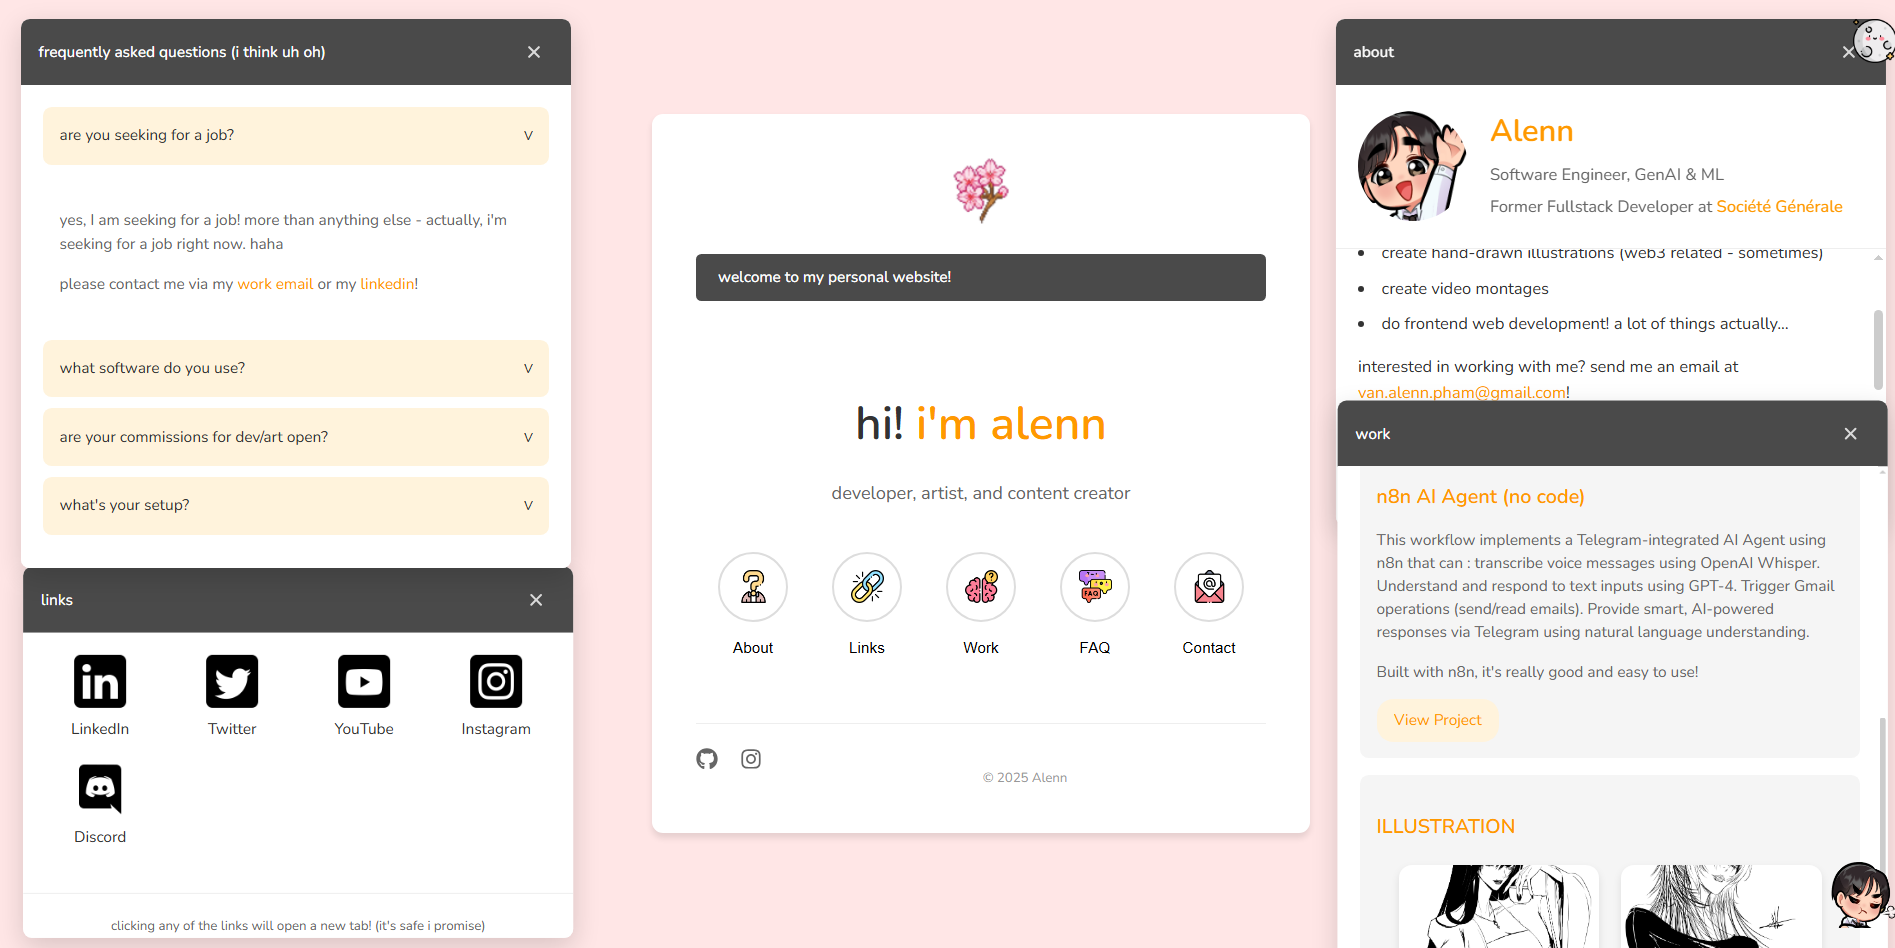 frequently asked questions (i think uh oh)
are you seeking for a job?
yes, I am seeking for a job! more than anything else - actually, i'm
seeking for a job right now. haha
please contact me via my work email or my linkedin!
what software do you use?
are your commissions for dev/art open?
what's your setup?
links
LinkedIn
Twitter
YouTube
Instagram
Discord
clicking any of the links will open a new tab! (it's safe i promise)
welcome to my personal website!
hi! i'm alenn
developer, artist, and content creator
FAQ
About
Links
Work
FAQ
Contact
© 2025 Alenn
about
Alenn
Software Engineer, GenAI & ML
Former Fullstack Developer at Société Générale
create hand-drawn illustrations (web3 related - sometimes)
create video montages
do frontend web development! a lot of things actually...
interested in working with me? send me an email at
van.alenn.pham@gmail.com!
work
n8n AI Agent (no code)
This workflow implements a Telegram-integrated AI Agent using
n8n that can : transcribe voice messages using OpenAI Whisper.
Understand and respond to text inputs using GPT-4. Trigger Gmail
operations (send/read emails). Provide smart, AI-powered
responses via Telegram using natural language understanding.
Built with n8n, it's really good and easy to use!
View Project
ILLUSTRATION